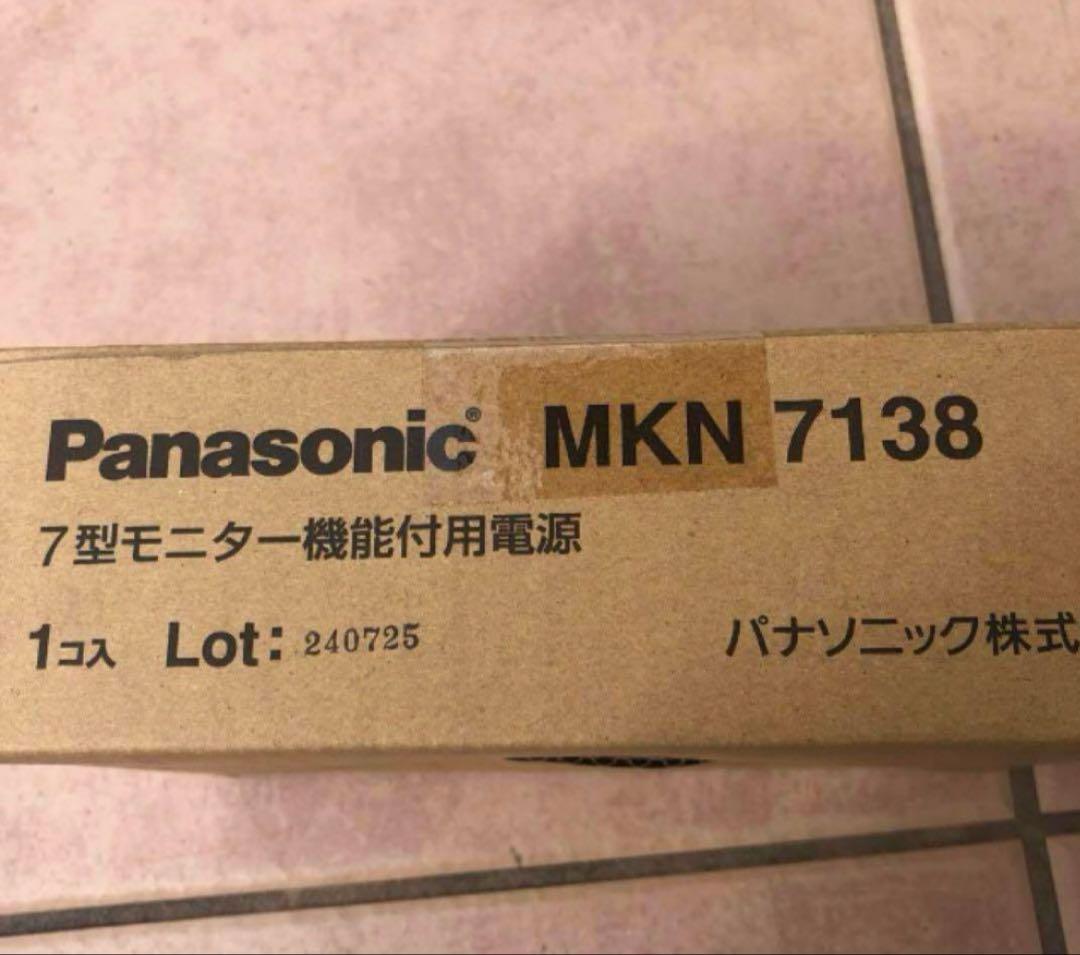 Panasonic® MKN 7138
7型モニター機能付用電源
1コ入 Lot: 240725 パナソニック株式